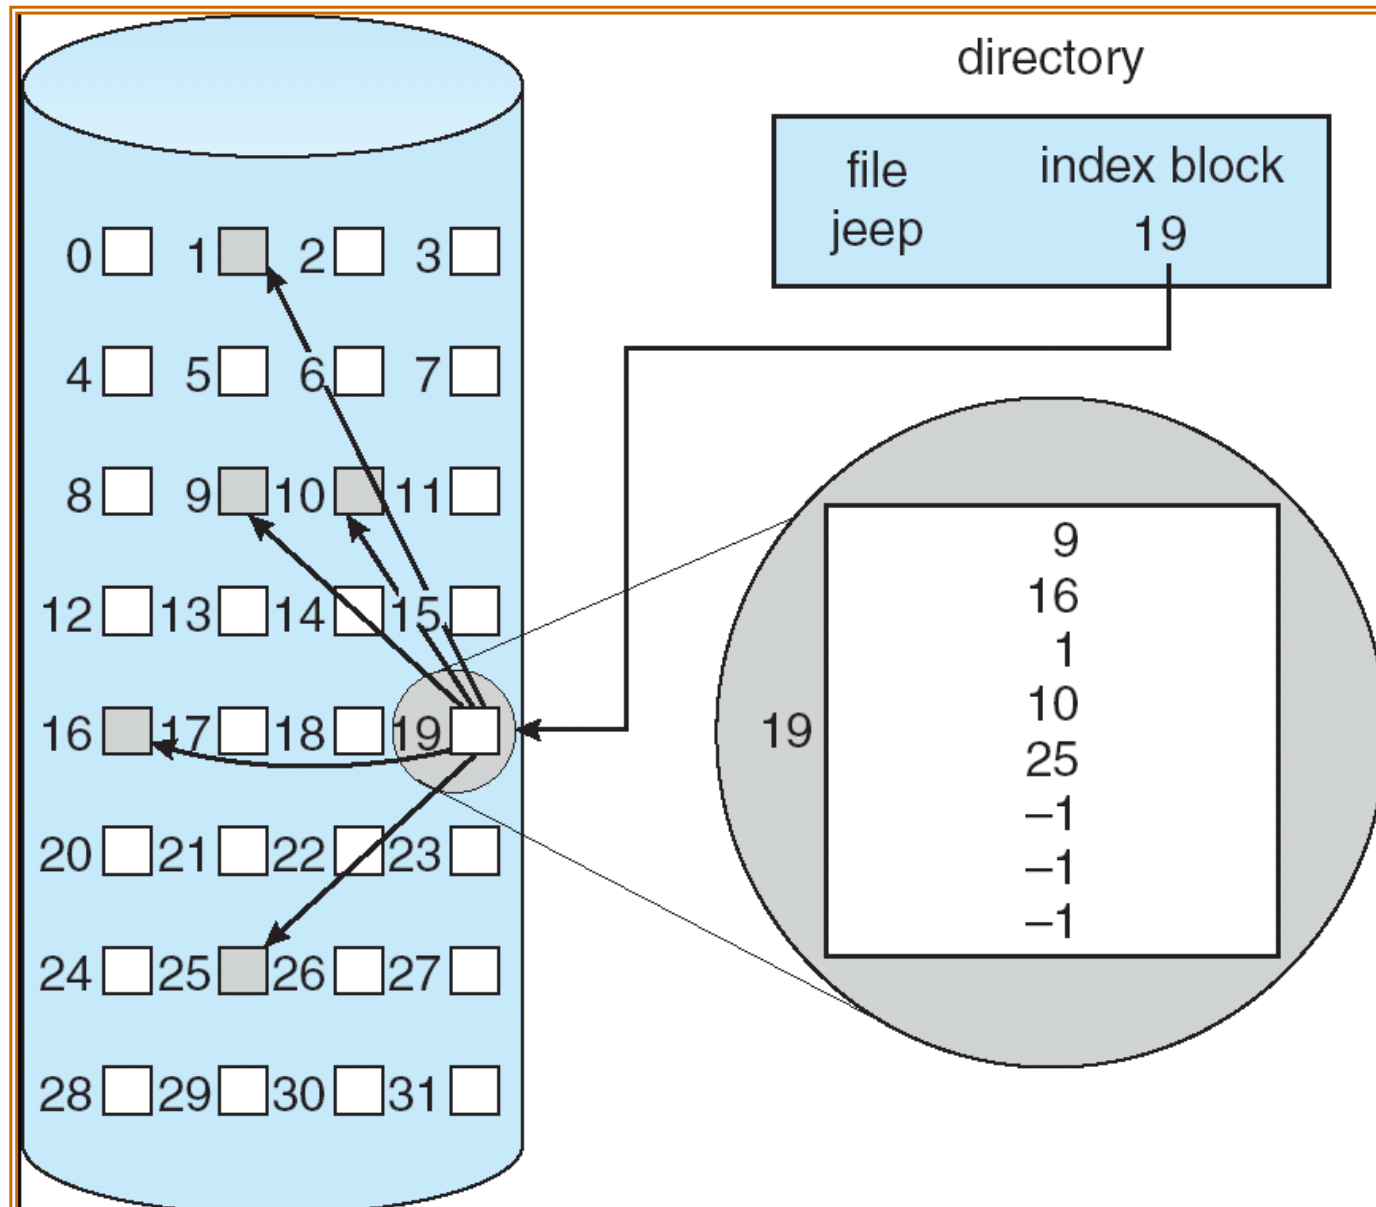 directory
file index block
jeep 19
0 1 2 3
4 5 6 7
8 9 10 11
12 13 14 15
16 17 18 19
20 21 22 23
24 25 26 27
28 29 30 31
19
9
16
1
10
25
–1
–1
–1